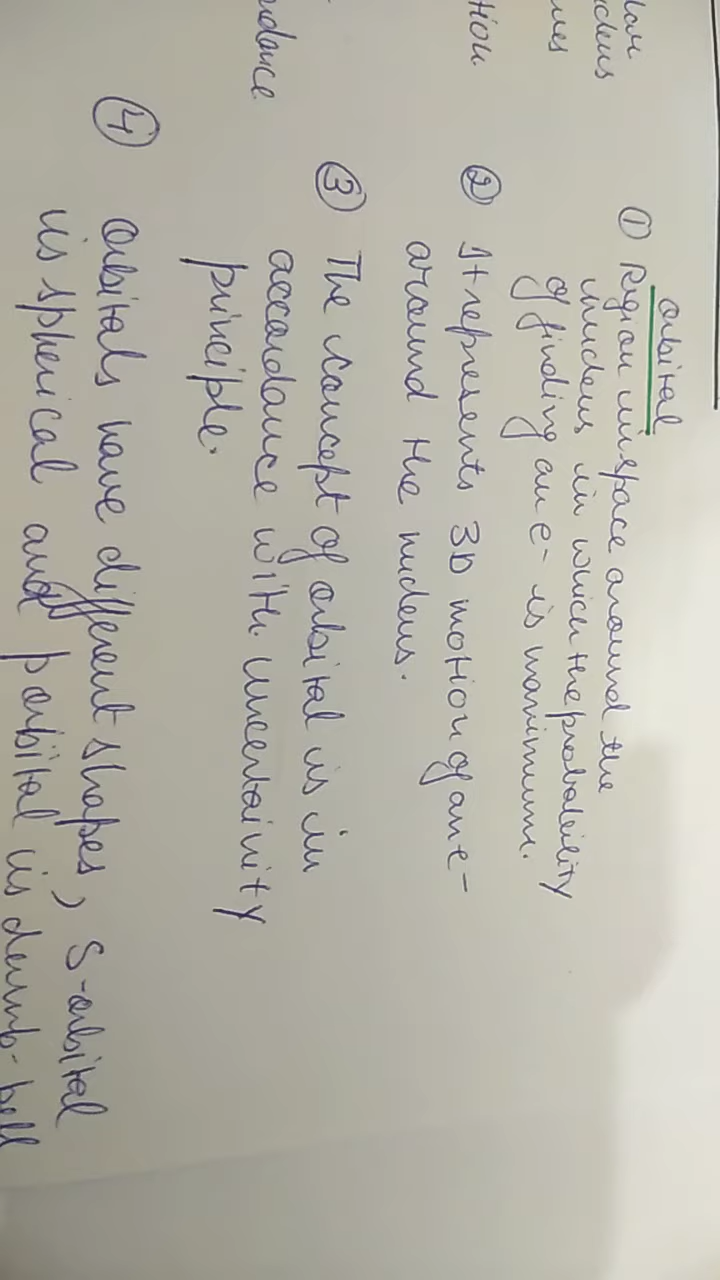 orbital
① Region in space around the
nucleus in which the probability
of finding an e- is maximum.
② It represents 3D motion of an e-
around the nucleus.
③ The concept of orbital is in
accordance with uncertainity
principle.
④ orbitals have different shapes, s-orbital
is spherical and p orbital is dumb-bell